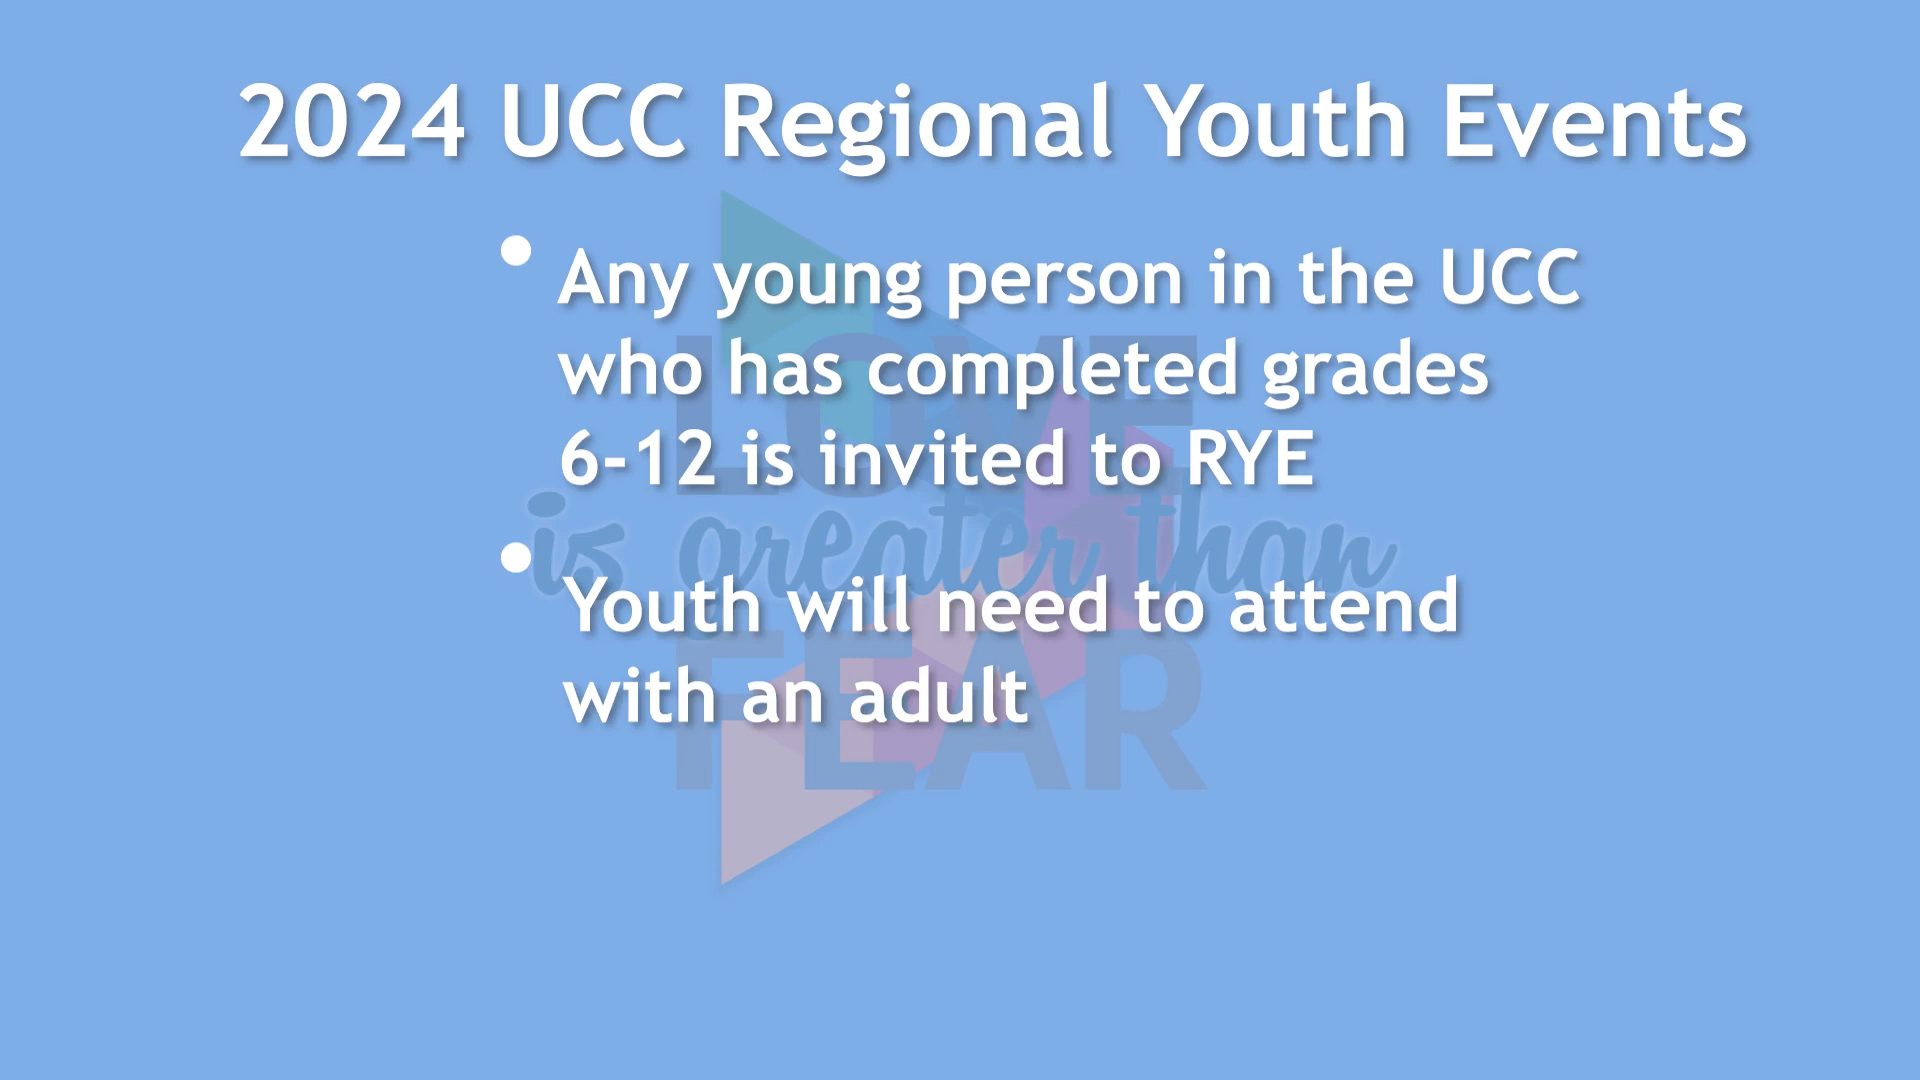 2024 UCC Regional Youth Events
• Any young person in the UCC
who has completed grades
6-12 is invited to RYE
• Youth will need to attend
with an adult
LOVE
is greater than
FEAR